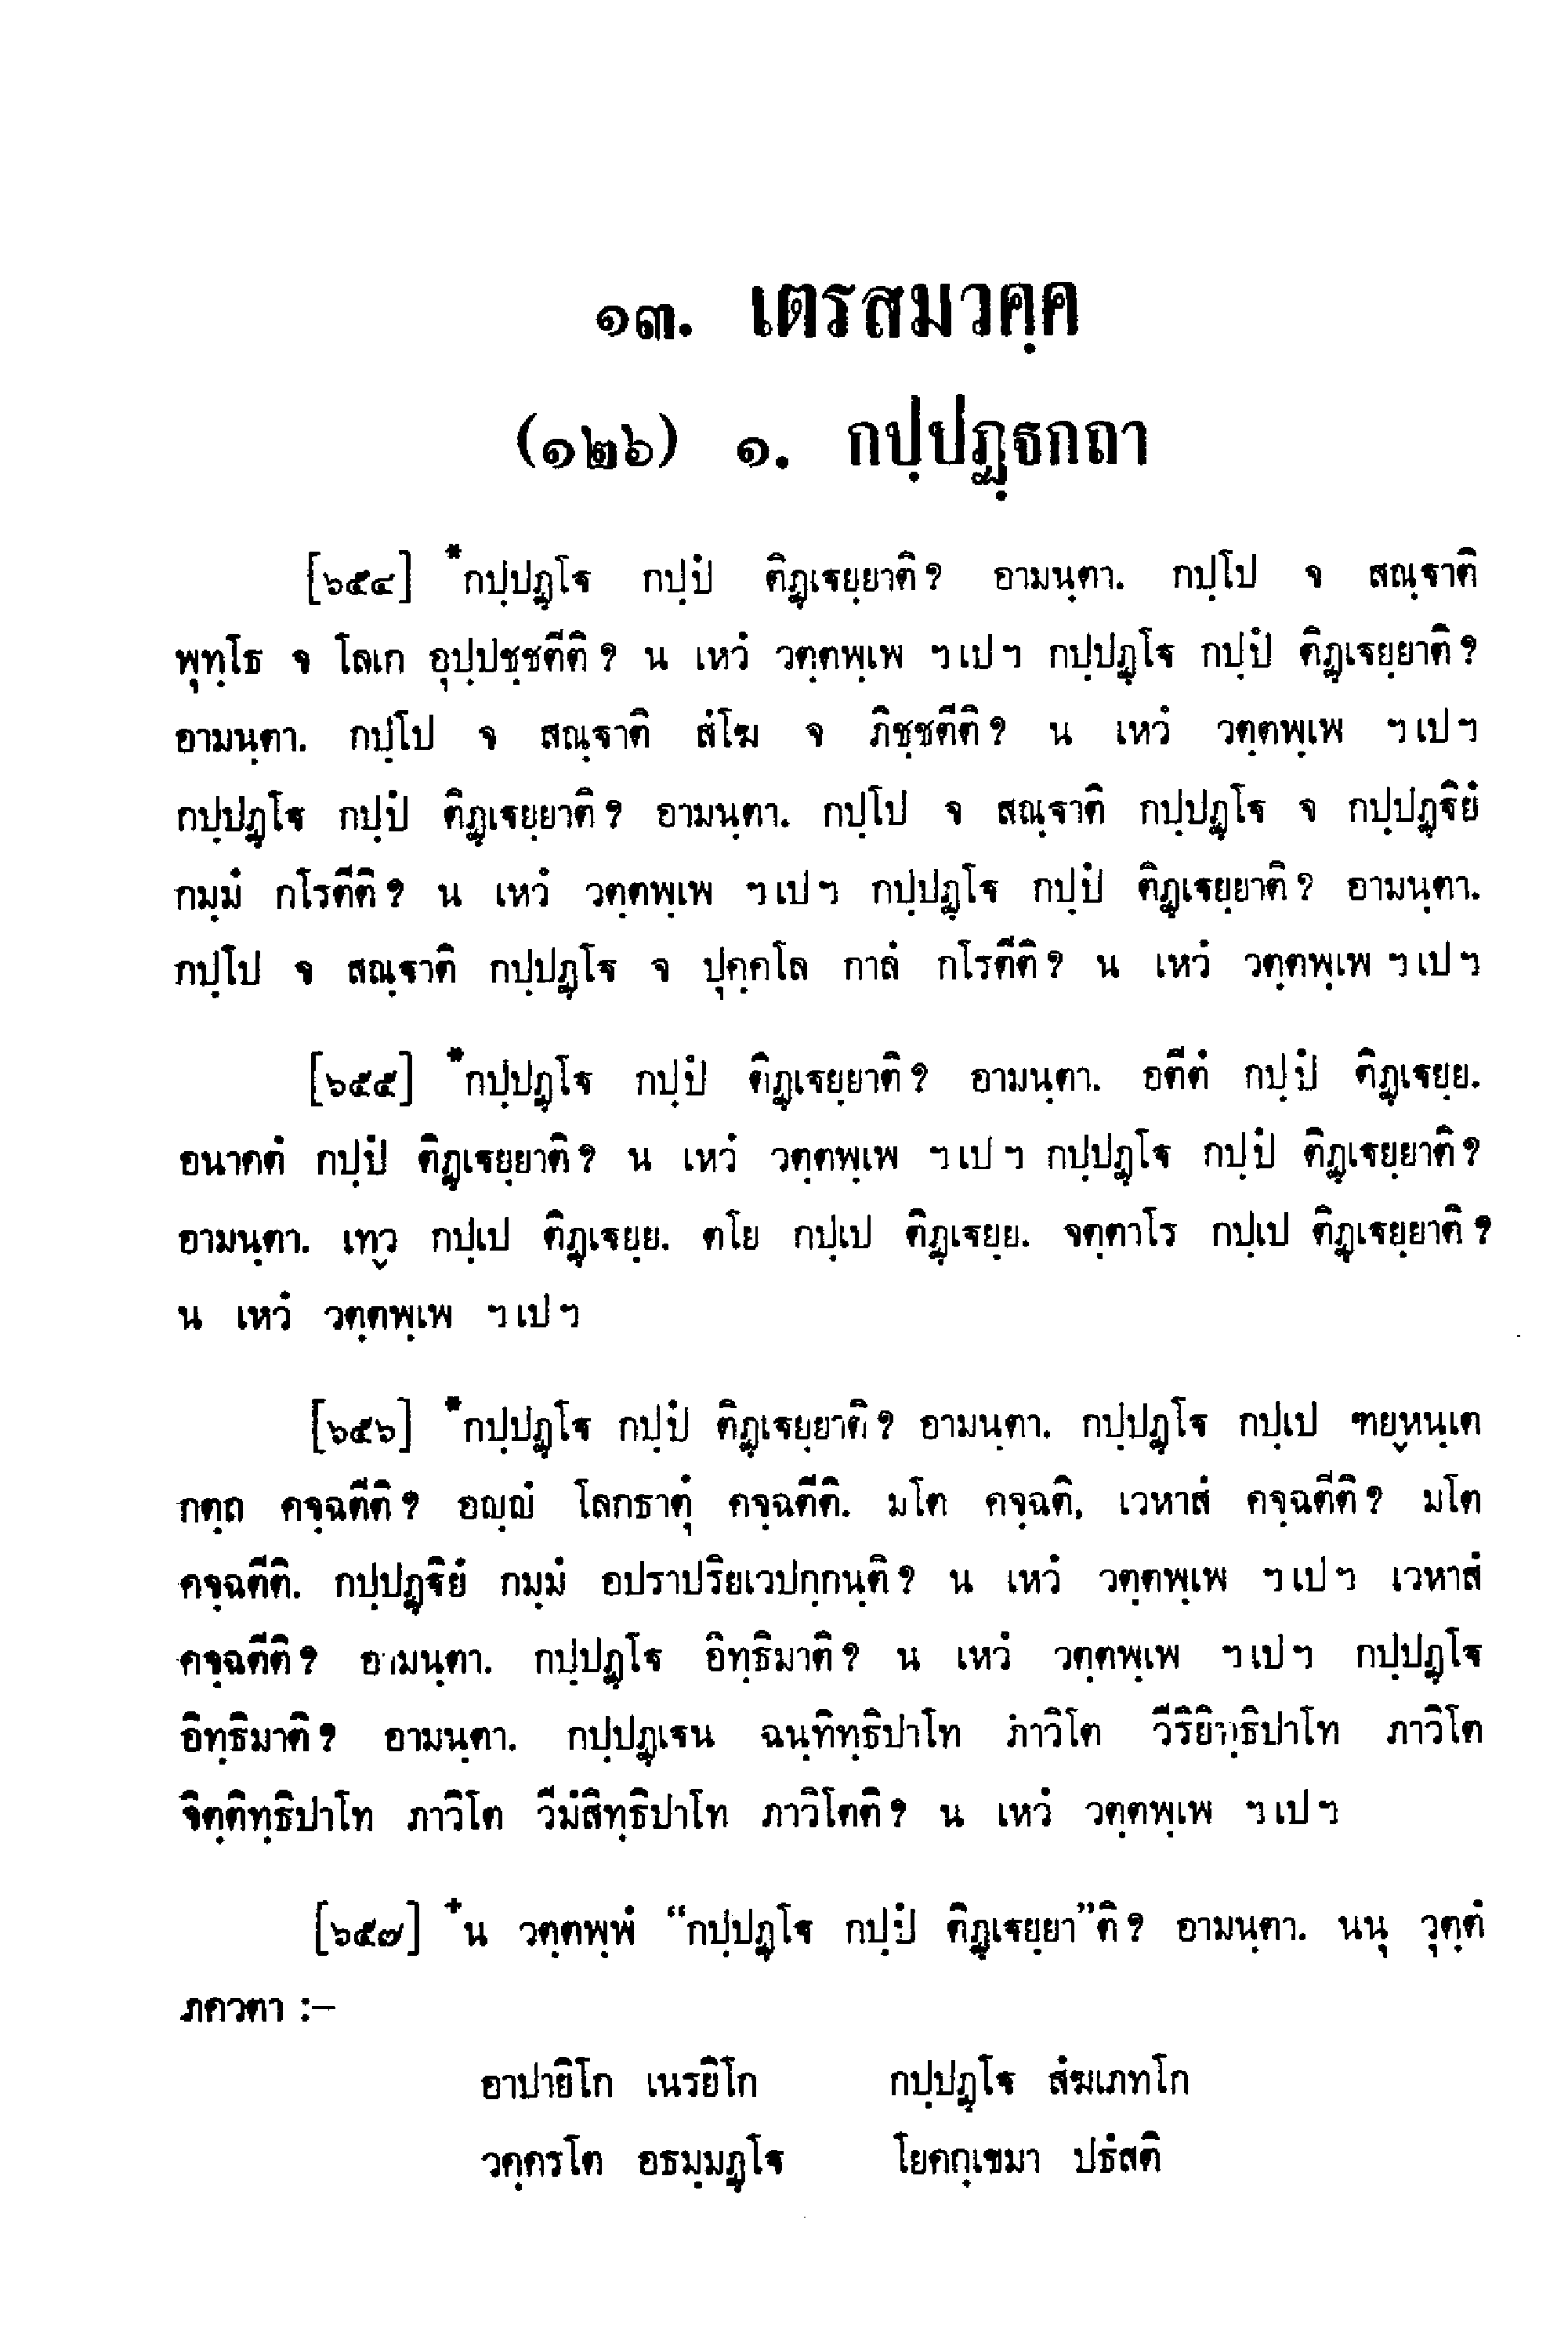 ๑๓. เตรสมวคฺค
(๑๒๖) ๑. กปฺปฏฺฐกถา
[๖๕๔] *กปฺปฏฺโฐ กปฺปํ ติฏฺเฐยฺยาติ? อามนฺตา. กปฺโป จ สณฺฐาติ
พุทฺโธ จ โลเก อุปฺปชฺชตีติ? น เหวํ วตฺตพฺเพ ฯเปฯ กปฺปฏฺโฐ กปฺปํ ติฏฺเฐยฺยาติ?
อามนฺตา. กปฺโป จ สณฺฐาติ สํโฆ จ ภิชฺชตีติ? น เหวํ วตฺตพฺเพ ฯเปฯ
กปฺปฏฺโฐ กปฺปํ ติฏฺเฐยฺยาติ? อามนฺตา. กปฺโป จ สณฺฐาติ กปฺปฏฺโฐ จ กปฺปฏฺฐิยํ
กมฺมํ กโรตีติ? น เหวํ วตฺตพฺเพ ฯเปฯ กปฺปฏฺโฐ กปฺปํ ติฏฺเฐยฺยาติ? อามนฺตา.
กปฺโป จ สณฺฐาติ กปฺปฏฺโฐ จ ปุคฺคโล กาลํ กโรตีติ? น เหวํ วตฺตพฺเพ ฯเปฯ
[๖๕๕] *กปฺปฏฺโฐ กปฺปํ ติฏฺเฐยฺยาติ? อามนฺตา. อตีตํ กปฺปํ ติฏฺเฐยฺย.
อนาคตํ กปฺปํ ติฏฺเฐยฺยาติ? น เหวํ วตฺตพฺเพ ฯเปฯ กปฺปฏฺโฐ กปฺปํ ติฏฺเฐยฺยาติ?
อามนฺตา. เทฺวู กปฺเป ติฏฺเฐยฺย. ตโย กปฺเป ติฏฺเฐยฺย. จตฺตาโร กปฺเป ติฏฺเฐยฺยาติ?
น เหวํ วตฺตพฺเพ ฯเปฯ
[๖๕๖] *กปฺปฏฺโฐ กปฺปํ ติฏฺเฐยฺยาติ? อามนฺตา. กปฺปฏฺโฐ กปฺเป ฑยฺหนฺเต
กตฺถ คจฺฉตีติ? อญฺญํ โลกธาตุํ คจฺฉตีติ. มโต คจฺฉติ, เวหาสํ คจฺฉตีติ? มโต
คจฺฉตีติ. กปฺปฏฺฐิยํ กมฺมํ อปราปริยเวปกฺกนฺติ? น เหวํ วตฺตพฺเพ ฯเปฯ เวหาสํ
คจฺฉตีติ? อามนฺตา. กปฺปฏฺโฐ อิทฺธิมาติ? น เหวํ วตฺตพฺเพ ฯเปฯ กปฺปฏฺโฐ
อิทฺธิมาติ? อามนฺตา. กปฺปฏฺเฐน ฉนฺทิทฺธิปาโท ภาวิโต วีริยิทฺธิปาโท ภาวิโต
จิตฺติทฺธิปาโท ภาวิโต วีมํสิทฺธิปาโท ภาวิโตติ? น เหวํ วตฺตพฺเพ ฯเปฯ
[๖๕๗] +น วตฺตพฺพํ “กปฺปฏฺโฐ กปฺปํ ติฏฺเฐยฺยา”ติ? อามนฺตา. นนุ วุตฺตํ
ภควตา :–
อาปายิโก เนรยิโก กปฺปฏฺโฐ สํฆเภทโก
วคฺครโต อธมฺมฏฺโฐ โยคกฺเขมา ปธํสติ